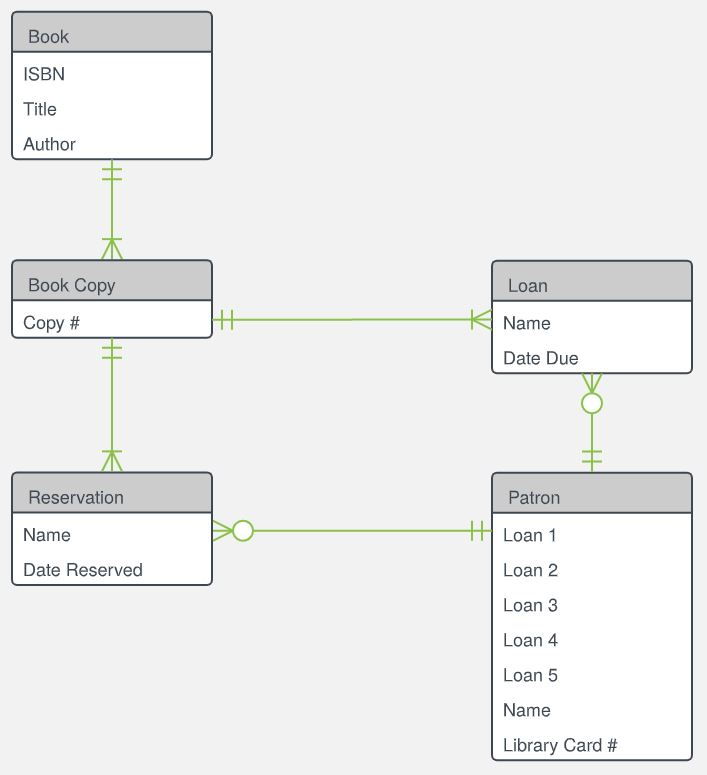 Book
ISBN
Title
Author
Book Copy
Copy #
Loan
Name
Date Due
Reservation
Name
Date Reserved
Patron
Loan 1
Loan 2
Loan 3
Loan 4
Loan 5
Name
Library Card #